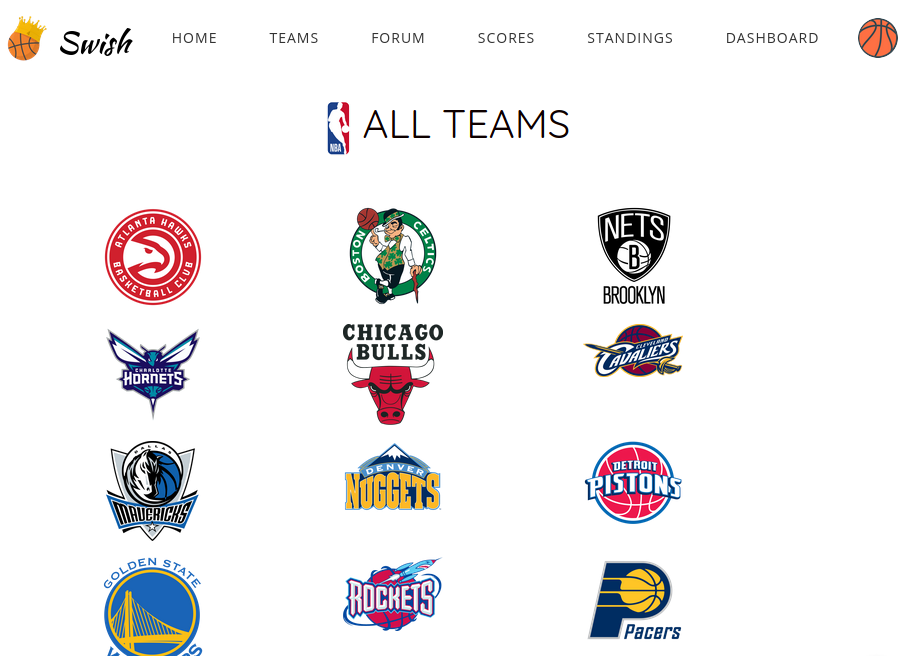 Swish
HOME
TEAMS
FORUM
SCORES
STANDINGS
DASHBOARD
NBA
ALL TEAMS
ATLANTA HAWKS
BASKETBALL CLUB
BOSTON
CELTICS
NETS
B
BROOKLYN
CHARLOTTE
HORNETS
CHICAGO
BULLS
CLEVELAND
CAVALIERS
DALLAS
MAVERICKS
DENVER
NUGGETS
DETROIT
PISTONS
GOLDEN STATE
ROCKETS
Pacers